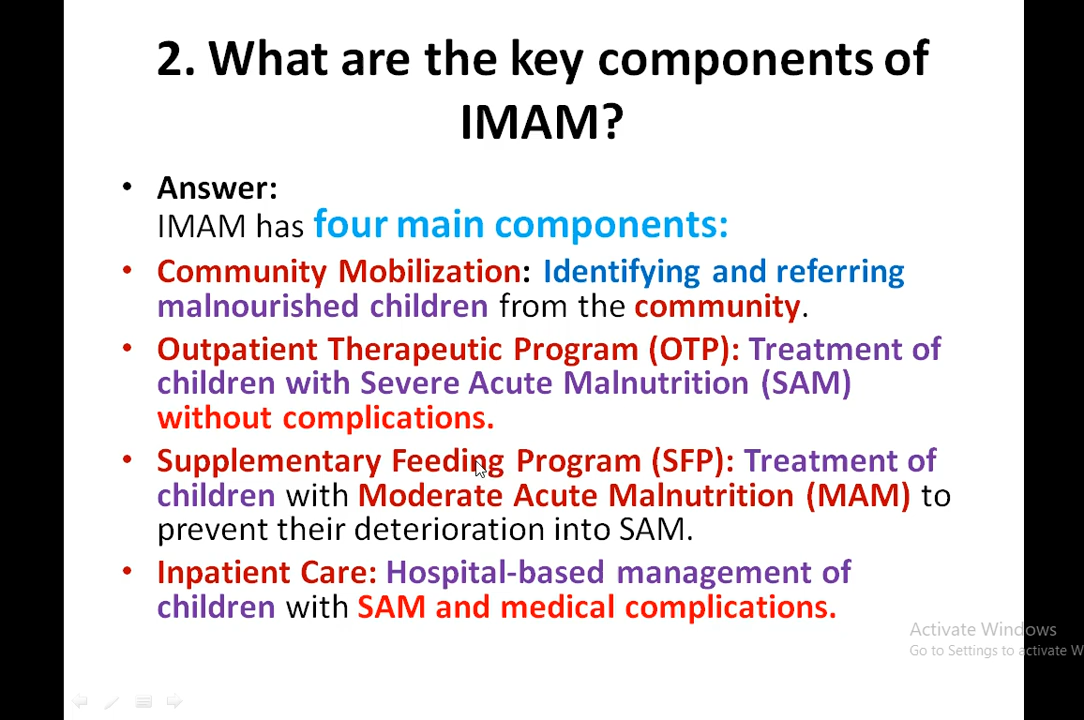 2. What are the key components of
IMAM?
• Answer:
IMAM has four main components:
• Community Mobilization: Identifying and referring
malnourished children from the community.
• Outpatient Therapeutic Program (OTP): Treatment of
children with Severe Acute Malnutrition (SAM)
without complications.
• Supplementary Feeding Program (SFP): Treatment of
children with Moderate Acute Malnutrition (MAM) to
prevent their deterioration into SAM.
• Inpatient Care: Hospital-based management of
children with SAM and medical complications.
Activate Windows
Go to Settings to activate W